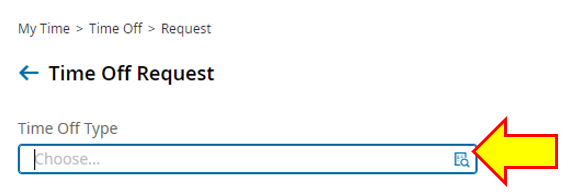 My Time > Time Off > Request
Time Off Request
Time Off Type
Choose...